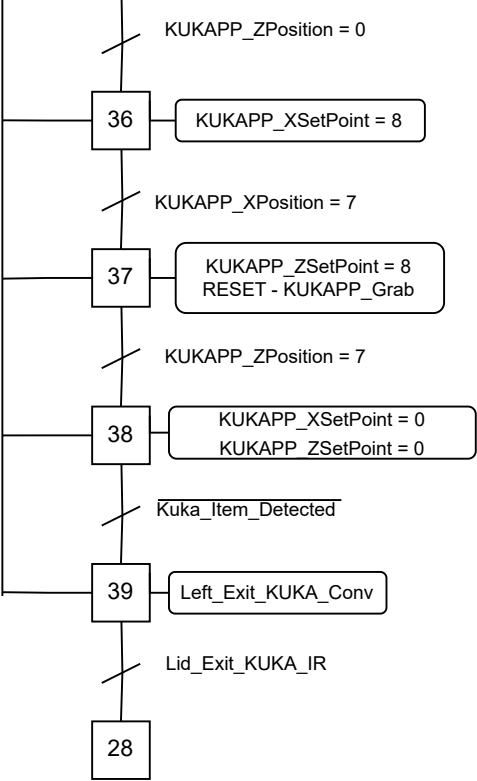 KUKAPP_ZPosition = 0
36
KUKAPP_XSetPoint = 8
KUKAPP_XPosition = 7
37
KUKAPP_ZSetPoint = 8
RESET - KUKAPP_Grab
KUKAPP_ZPosition = 7
38
KUKAPP_XSetPoint = 0
KUKAPP_ZSetPoint = 0
Kuka_Item_Detected
39
Left_Exit_KUKA_Conv
Lid_Exit_KUKA_IR
28